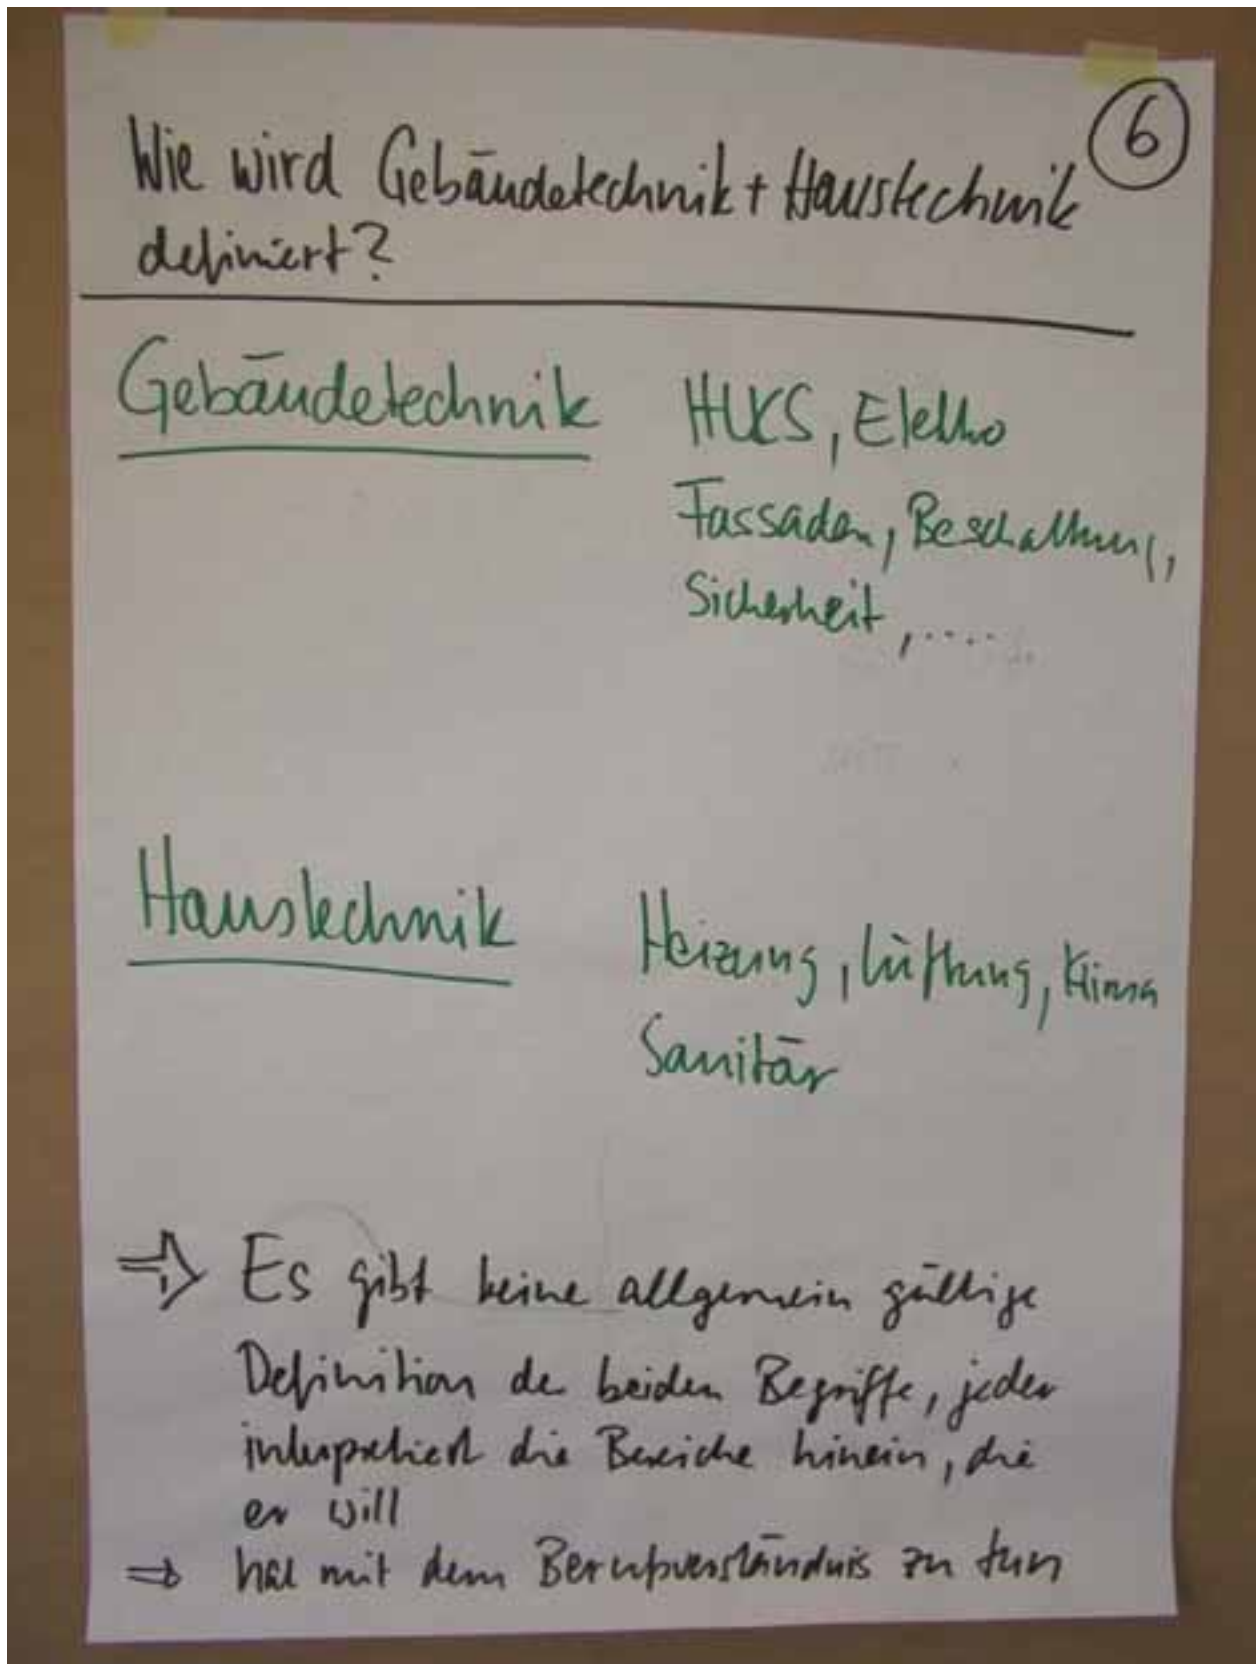 6
Wie wird Gebäudetechnik + Haustechnik
definiert?
Gebäudetechnik
HLKS, Elektro
Fassaden, Beschattung,
Sicherheit, .....
Haustechnik
Heizung, Lüftung, Klima
Sanitär
⇒ Es gibt keine allgemein gültige
Definition der beiden Begriffe, jeder
interpretiert die Bereiche hinein, die
er will
⇒ hat mit dem Berufsverständnis zu tun